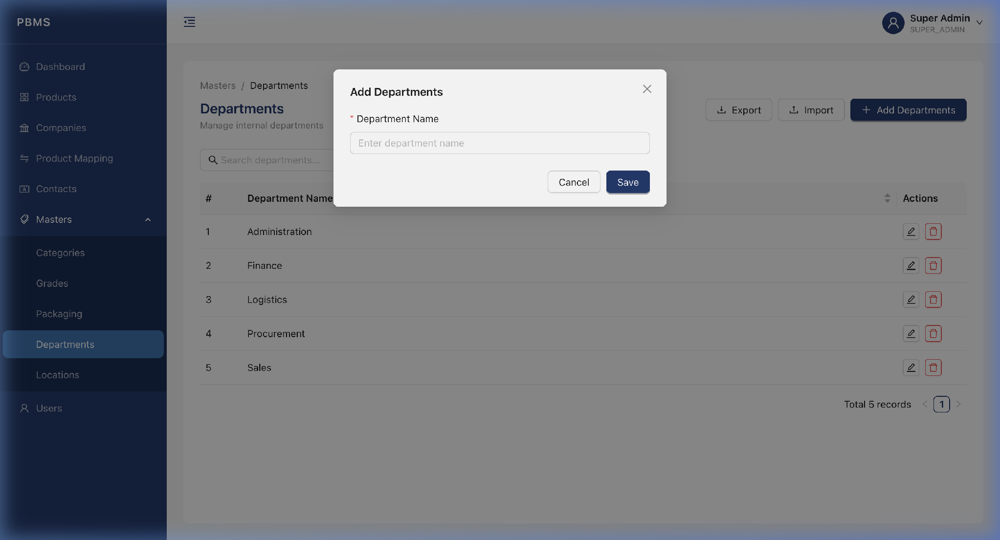 PBMS
Super Admin
SUPER_ADMIN
Dashboard
Products
Companies
Product Mapping
Contacts
Masters
Categories
Grades
Packaging
Departments
Locations
Users
Masters / Departments
Departments
Manage internal departments
Export
Import
+ Add Departments
Search departments...
Add Departments
* Department Name
Enter department name
Cancel
Save
# Department Name Actions
1 Administration
2 Finance
3 Logistics
4 Procurement
5 Sales
Total 5 records < 1 >